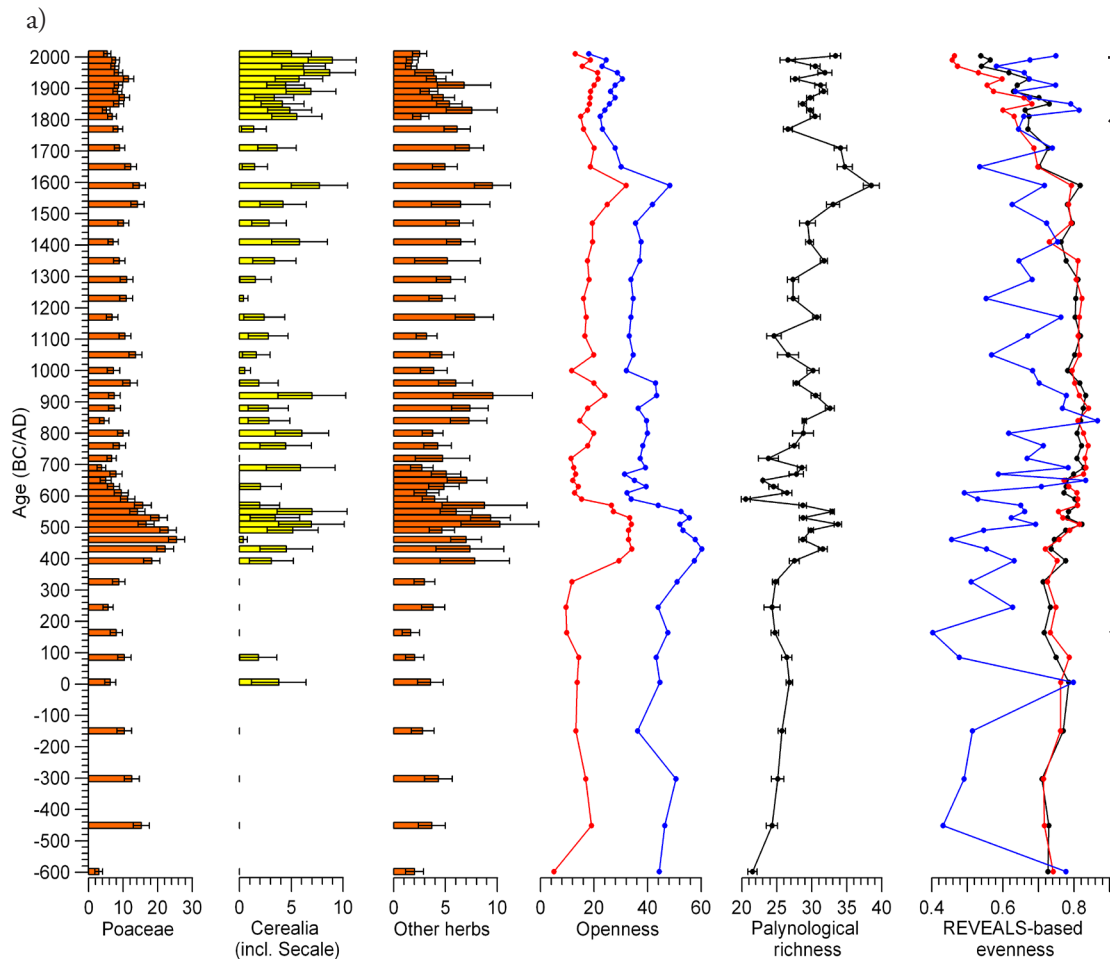 a)
2000
1900
1800
1700
1600
1500
1400
1300
1200
1100
1000
900
800
700
600
500
400
300
200
100
0
-100
-200
-300
-400
-500
-600
Age (BC/AD)
0 10 20 30
Poaceae
0 5 10
Cerealia
(incl. Secale)
0 5 10
Other herbs
0 20 40 60
Openness
20 25 30 35 40
Palynological
richness
0.4 0.6 0.8
REVEALS-based
evenness